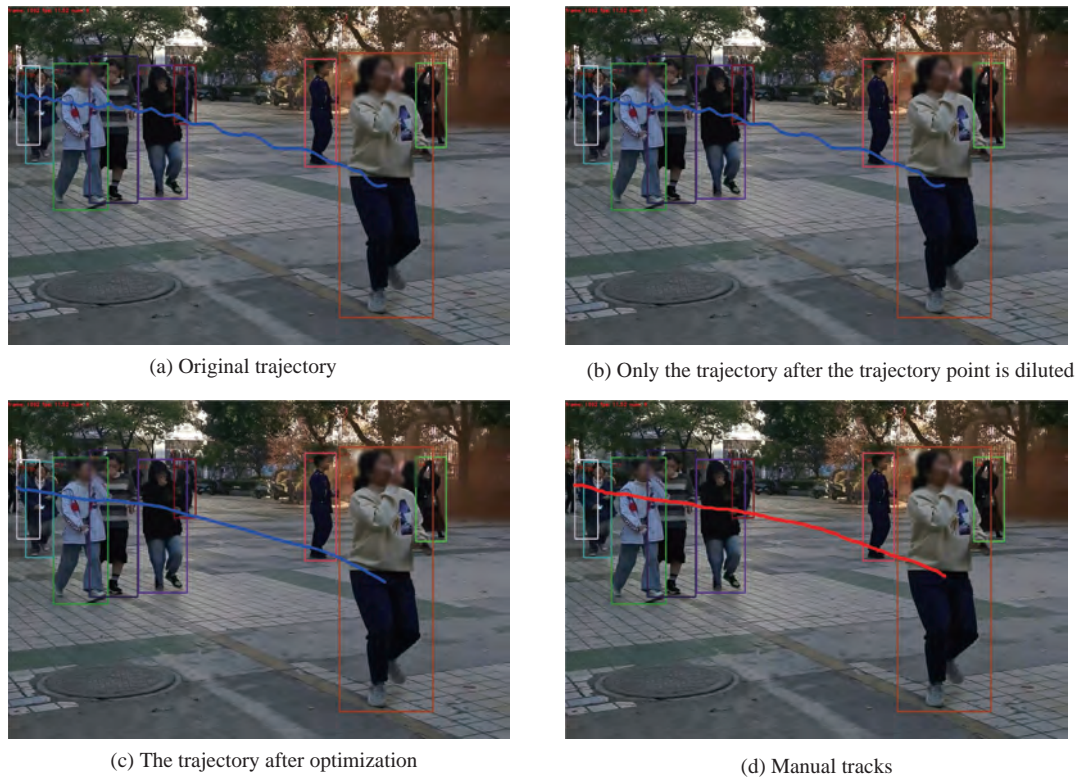 (a) Original trajectory
(b) Only the trajectory after the trajectory point is diluted
(c) The trajectory after optimization
(d) Manual tracks